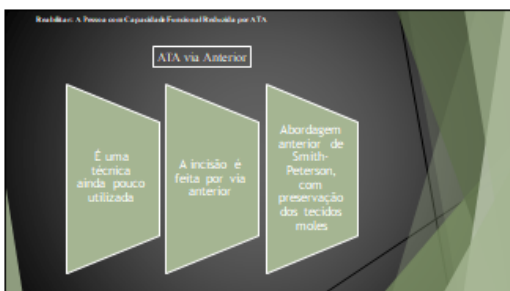 Reabilitar: A Pessoa com Capacidade Funcional Reduzida por ATA
ATA via Anterior
É uma
técnica
ainda pouco
utilizada
A incisão é
feita por via
anterior
Abordagem
anterior de
Smith-
Peterson,
com
preservação
dos tecidos
moles